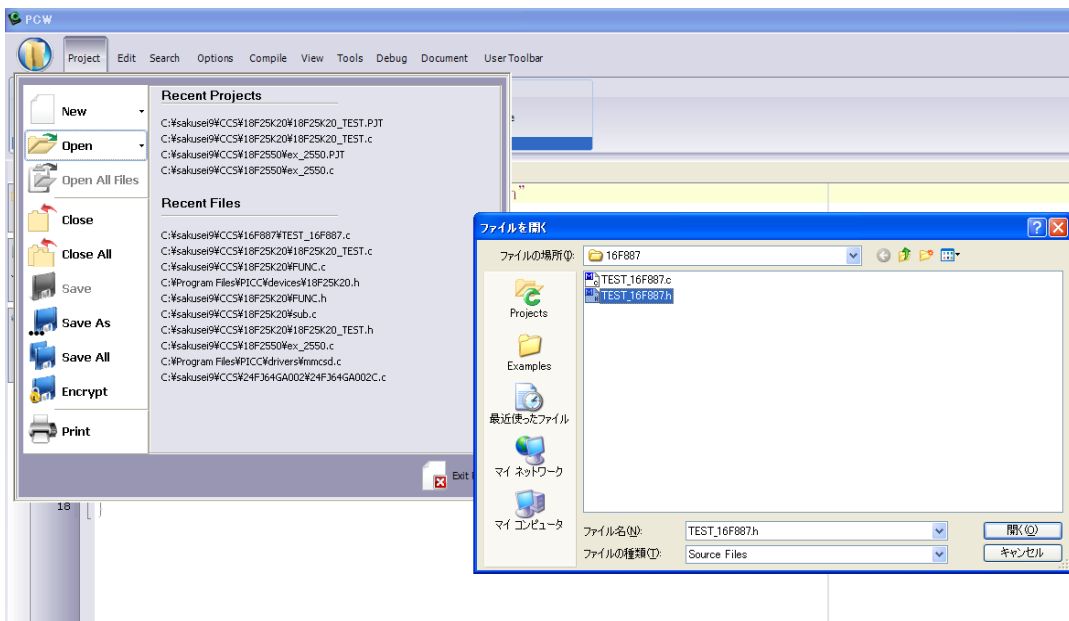 PCW
Project Edit Search Options Compile View Tools Debug Document User Toolbar
New
Open
Open All Files
Close
Close All
Save
Save As
Save All
Encrypt
Print
Recent Projects
C:¥sakusei9¥CCS¥18F25K20¥18F25K20_TEST.PJT
C:¥sakusei9¥CCS¥18F25K20¥18F25K20_TEST.c
C:¥sakusei9¥CCS¥18F2550¥ex_2550.PJT
C:¥sakusei9¥CCS¥18F2550¥ex_2550.c
Recent Files
C:¥sakusei9¥CCS¥16F887¥TEST_16F887.c
C:¥sakusei9¥CCS¥18F25K20¥18F25K20_TEST.c
C:¥sakusei9¥CCS¥18F25K20¥FUNC.c
C:¥Program Files¥PICC¥devices¥18F25K20.h
C:¥sakusei9¥CCS¥18F25K20¥FUNC.h
C:¥sakusei9¥CCS¥18F25K20¥sub.c
C:¥sakusei9¥CCS¥18F25K20¥18F25K20_TEST.h
C:¥sakusei9¥CCS¥18F2550¥ex_2550.c
C:¥Program Files¥PICC¥drivers¥mmcsd.c
C:¥sakusei9¥CCS¥24FJ64GA002¥24FJ64GA002C.c
Exit
18 }
ファイルを開く
ファイルの場所(I): 16F887
Projects
Examples
最近使ったファイル
マイ ネットワーク
マイ コンピュータ
TEST_16F887.c
TEST_16F887.h
ファイル名(N): TEST_16F887.h 開く(O)
ファイルの種類(T): Source Files キャンセル